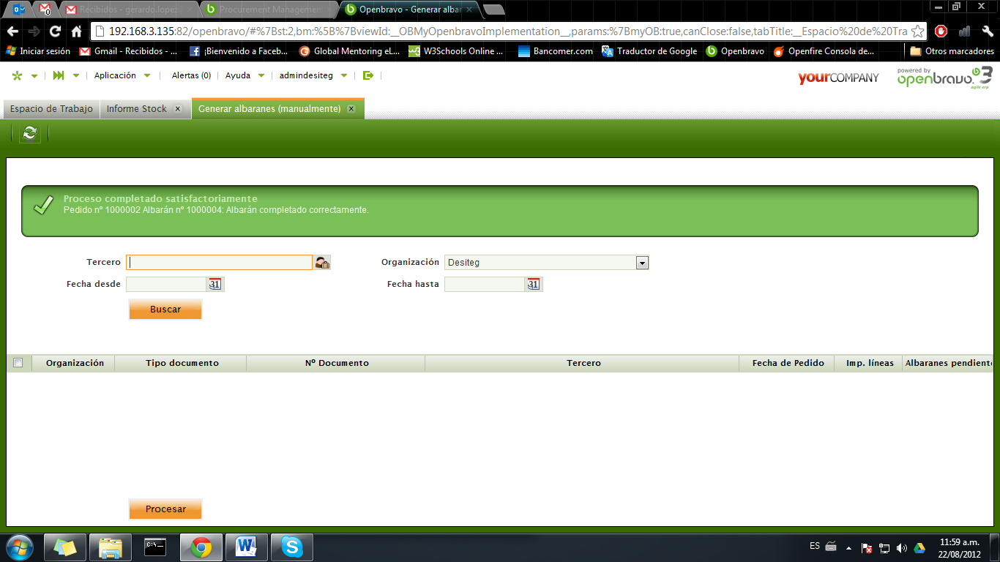 0
Recibidos - gerardo.lopez
Procurement Management
Openbravo - Generar albar
192.168.3.135:82/openbravo/#%7Bst:2,bm:%5B%7BviewId:__OBMyOpenbravoImplementation__,params:%7BmyOB:true,canClose:false,tabTitle:__Espacio%20de%20Tra
Iniciar sesión
Gmail - Recibidos - ...
¡Bienvenido a Faceb...
Global Mentoring eL...
W3Schools Online ...
Bancomer.com
Traductor de Google
Openbravo
Openfire Consola de...
Otros marcadores
Aplicación
Alertas (0)
Ayuda
admindesiteg
yourCOMPANY
powered by
openbravo 3
agile erp
Espacio de Trabajo
Informe Stock
Generar albaranes (manualmente)
Proceso completado satisfactoriamente
Pedido nº 1000002 Albarán nº 1000004: Albarán completado correctamente.
Tercero
Organización
Desiteg
Fecha desde
31
Fecha hasta
31
Buscar
Organización
Tipo documento
Nº Documento
Tercero
Fecha de Pedido
Imp. líneas
Albaranes pendient
Procesar
C:\_
ES
11:59 a.m.
22/08/2012